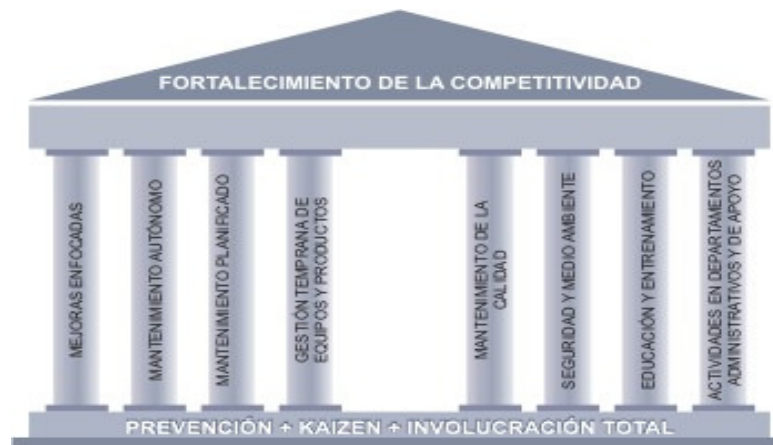 FORTALECIMIENTO DE LA COMPETITIVIDAD
MEJORAS ENFOCADAS
MANTENIMIENTO AUTÓNOMO
MANTENIMIENTO PLANIFICADO
GESTIÓN TEMPRANA DE
EQUIPOS Y PRODUCTOS
MANTENIMIENTO DE LA
CALIDAD
SEGURIDAD Y MEDIO AMBIENTE
EDUCACIÓN Y ENTRENAMIENTO
ACTIVIDADES EN DEPARTAMENTOS
ADMINISTRATIVOS Y DE APOYO
PREVENCIÓN + KAIZEN + INVOLUCRACIÓN TOTAL